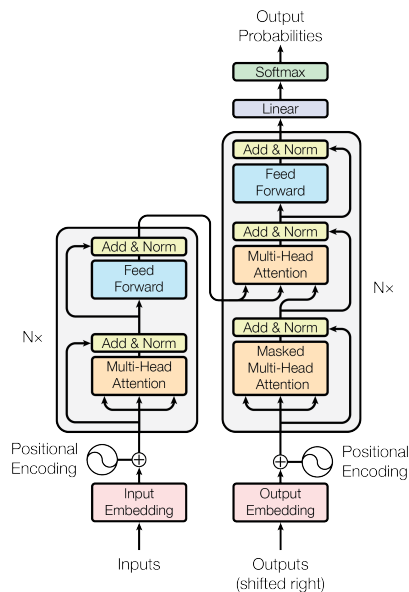 Output
Probabilities
Softmax
Linear
Add & Norm
Feed
Forward
Add & Norm
Multi-Head
Attention
Add & Norm
Masked
Multi-Head
Attention
N×
Add & Norm
Feed
Forward
Add & Norm
Multi-Head
Attention
N×
Positional
Encoding
Positional
Encoding
Input
Embedding
Output
Embedding
Inputs
Outputs
(shifted right)